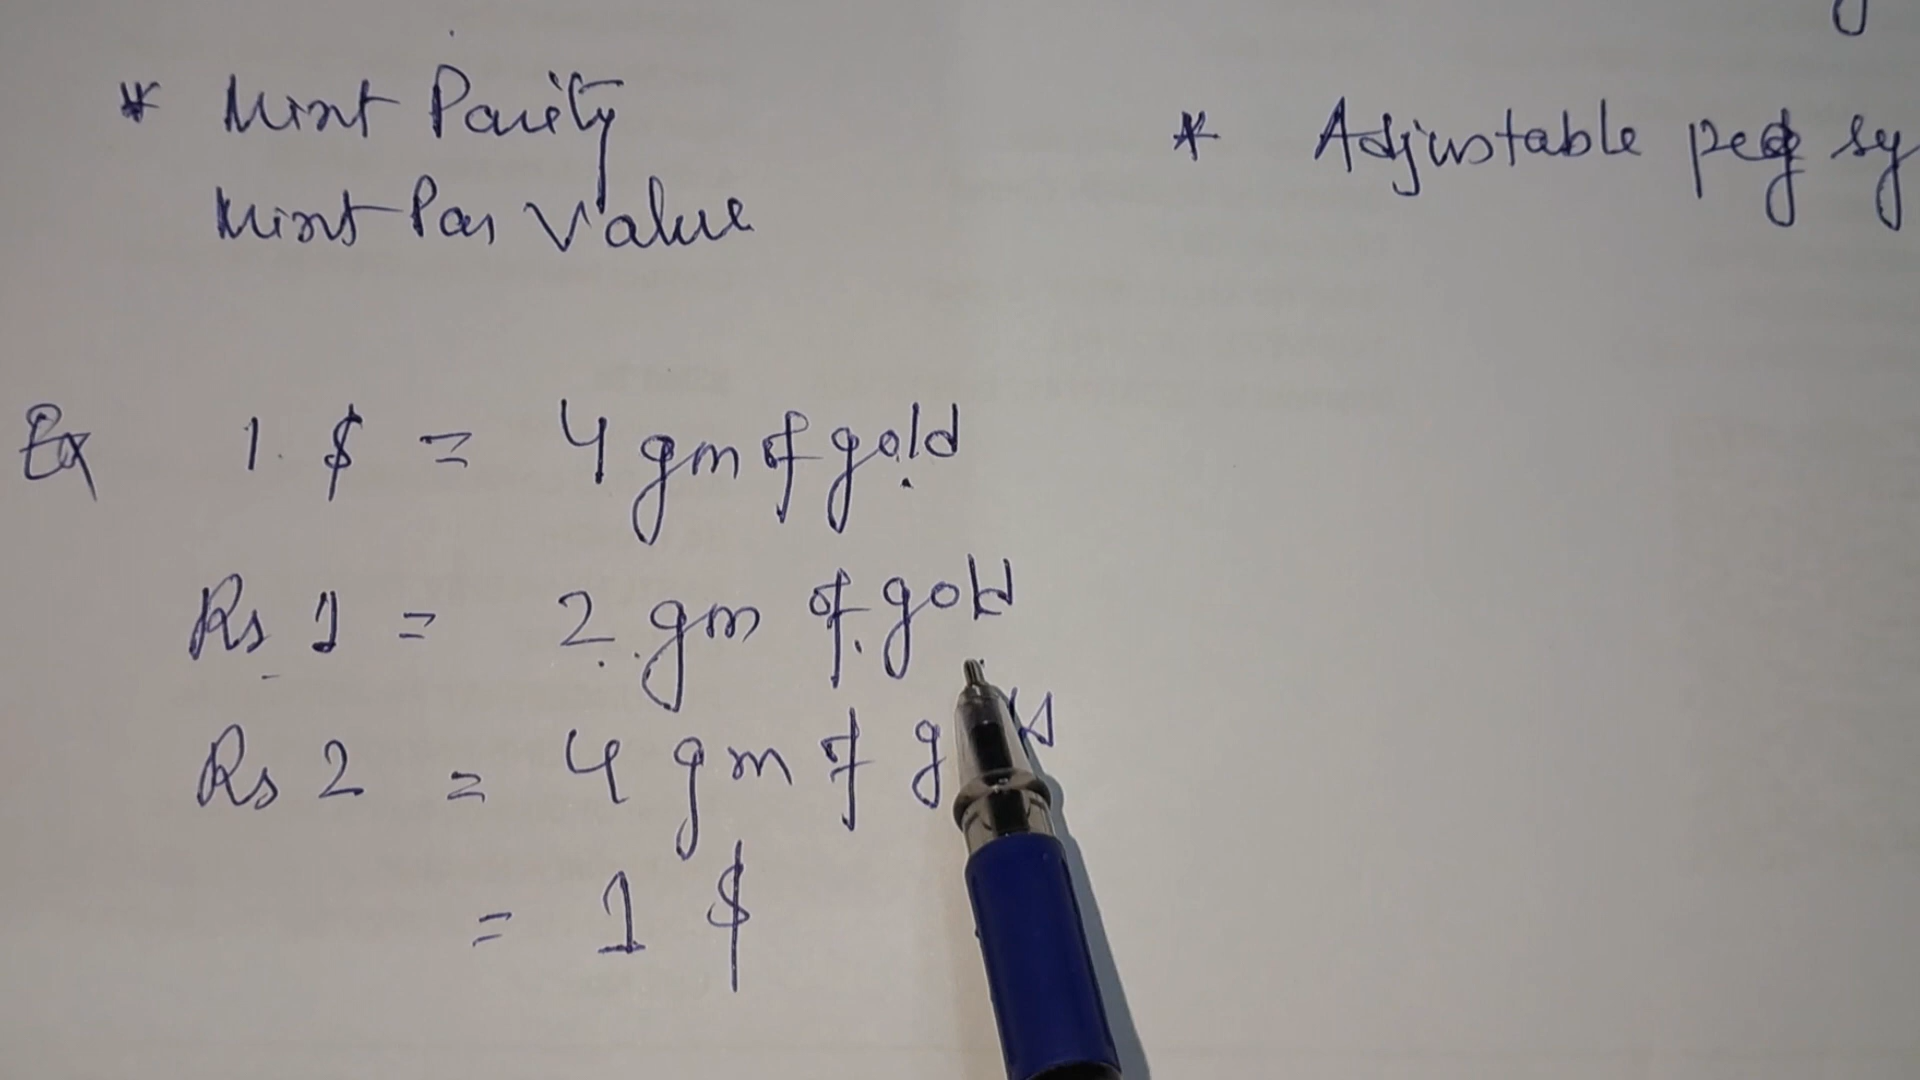 * Mint Parity
Mint Par Value
* Adjustable peg sy
Ex 1 $ = 4 gm of gold
Rs 1 = 2 gm of gold
Rs 2 = 4 gm of gold
= 1 $